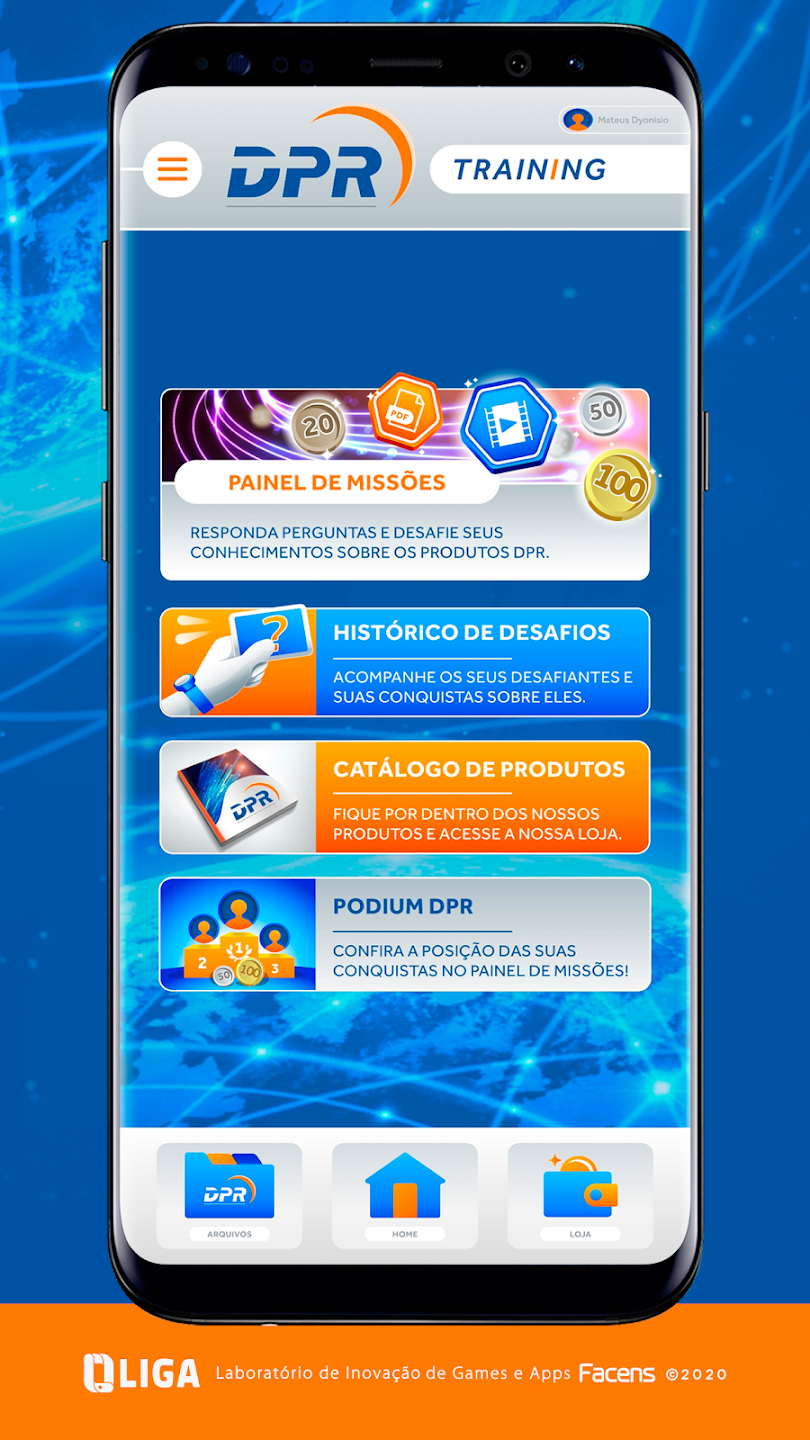 Mateus Dyonisio
DPR
TRAINING
20
PDF
50
100
PAINEL DE MISSÕES
RESPONDA PERGUNTAS E DESAFIE SEUS
CONHECIMENTOS SOBRE OS PRODUTOS DPR.
?
HISTÓRICO DE DESAFIOS
ACOMPANHE OS SEUS DESAFIANTES E
SUAS CONQUISTAS SOBRE ELES.
DPR
CATÁLOGO DE PRODUTOS
FIQUE POR DENTRO DOS NOSSOS
PRODUTOS E ACESSE A NOSSA LOJA.
1
2
3
50
100
PODIUM DPR
CONFIRA A POSIÇÃO DAS SUAS
CONQUISTAS NO PAINEL DE MISSÕES!
DPR
ARQUIVOS
HOME
LOJA
LIGA Laboratório de Inovação de Games e Apps Facens ©2020